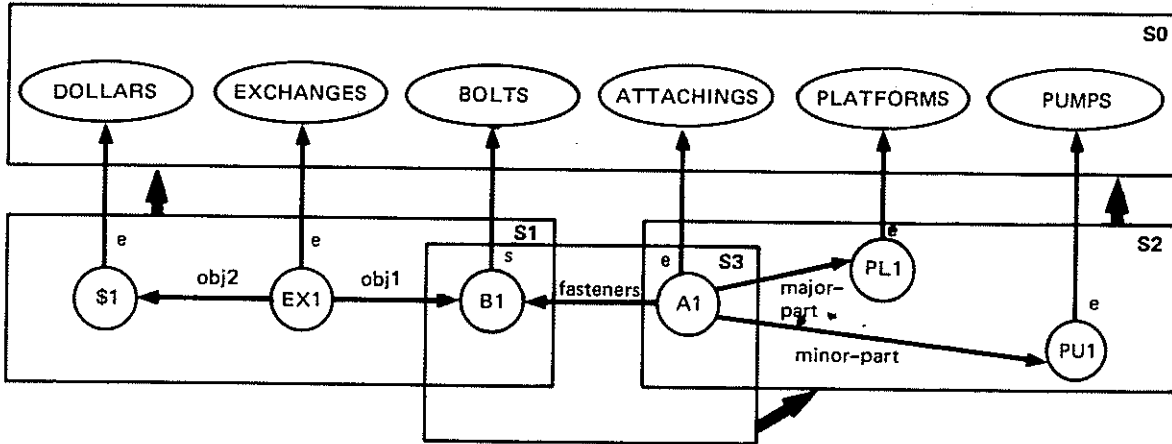 S0
DOLLARS EXCHANGES BOLTS ATTACHINGS PLATFORMS PUMPS
S1 S2
e e s e S3 e
$1 obj2 EX1 obj1 B1 fasteners A1 major- PL1
part e
minor-part PU1